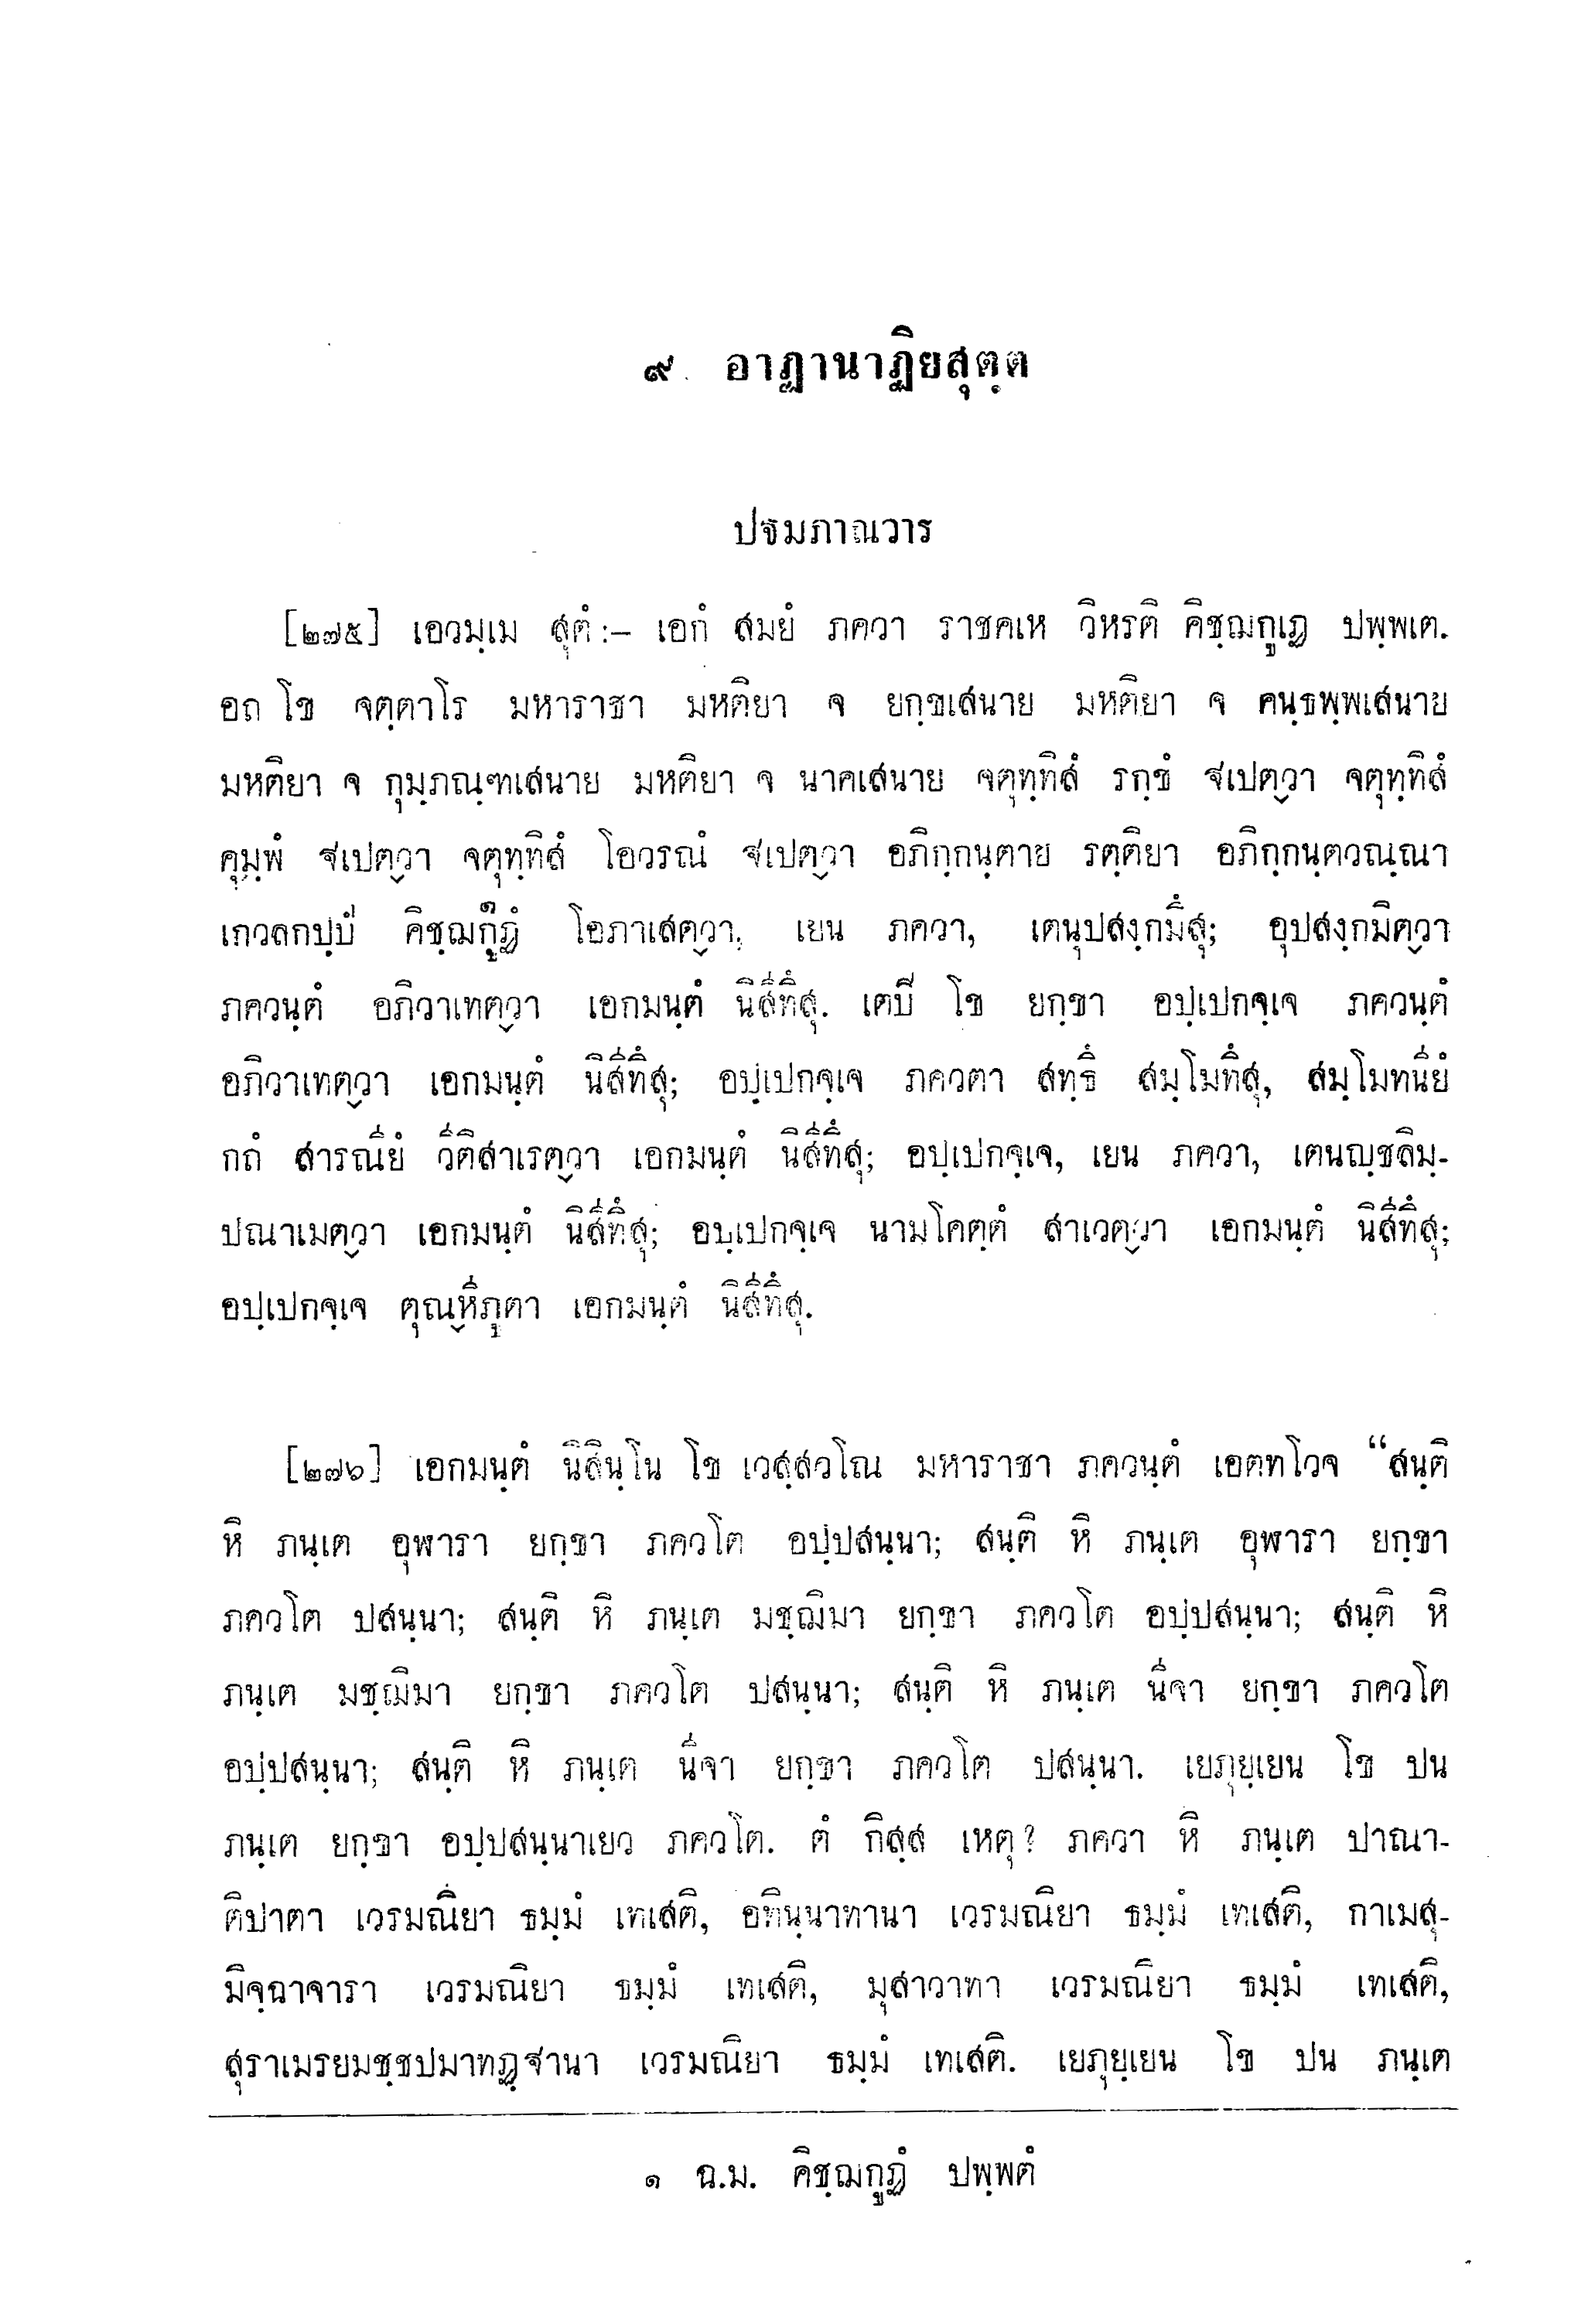 ๙ อาฏานาฏิยสุตฺต
ปฐมภาณวาร
[๒๗๕] เอวมฺเม สุตํ:– เอกํ สมยํ ภควา ราชคเห วิหรติ คิชฺฌกูเฏ ปพฺพเต.
อถ โข จตฺตาโร มหาราชา มหติยา จ ยกฺขเสนาย มหติยา จ คนฺธพฺพเสนาย
มหติยา จ กุมฺภณฺฑเสนาย มหติยา จ นาคเสนาย จตุทฺทิสํ รกฺขํ ฐเปตฺวา จตุทฺทิสํ
คุมฺพํ ฐเปตฺวา จตุทฺทิสํ โอวรณํ ฐเปตฺวา อภิกฺกนฺตาย รตฺติยา อภิกฺกนฺตวณฺณา
เกวลกปฺปํ คิชฺฌกูฏํ๑ โอภาเสตฺวา, เยน ภควา, เตนุปสงฺกมึสุ; อุปสงฺกมิตฺวา
ภควนฺตํ อภิวาเทตฺวา เอกมนฺตํ นิสีทึสุ. เตปิ โข ยกฺขา อปฺเปกจฺเจ ภควนฺตํ
อภิวาเทตฺวา เอกมนฺตํ นิสีทึสุ; อปฺเปกจฺเจ ภควตา สทฺธึ สมฺโมทึสุ, สมฺโมทนียํ
กถํ สารณียํ วีติสาเรตฺวา เอกมนฺตํ นิสีทึสุ; อปฺเปกจฺเจ, เยน ภควา, เตนญฺชลิมฺ-
ปณาเมตฺวา เอกมนฺตํ นิสีทึสุ; อปฺเปกจฺเจ นามโคตฺตํ สาเวตฺวา เอกมนฺตํ นิสีทึสุ;
อปฺเปกจฺเจ ตุณฺหีภูตา เอกมนฺตํ นิสีทึสุ.
[๒๗๖] เอกมนฺตํ นิสินฺโน โข เวสฺสวโณ มหาราชา ภควนฺตํ เอตทโวจ “สนฺติ
หิ ภนฺเต อุฬารา ยกฺขา ภควโต อปฺปสนฺนา; สนฺติ หิ ภนฺเต อุฬารา ยกฺขา
ภควโต ปสนฺนา; สนฺติ หิ ภนฺเต มชฺฌิมา ยกฺขา ภควโต อปฺปสนฺนา; สนฺติ หิ
ภนฺเต มชฺฌิมา ยกฺขา ภควโต ปสนฺนา; สนฺติ หิ ภนฺเต นีจา ยกฺขา ภควโต
อปฺปสนฺนา; สนฺติ หิ ภนฺเต นีจา ยกฺขา ภควโต ปสนฺนา. เยภุยฺเยน โข ปน
ภนฺเต ยกฺขา อปฺปสนฺนาเยว ภควโต. ตํ กิสฺส เหตุ? ภควา หิ ภนฺเต ปาณา-
ติปาตา เวรมณิยา ธมฺมํ เทเสติ, อทินฺนาทานา เวรมณิยา ธมฺมํ เทเสติ, กาเมสุ-
มิจฺฉาจารา เวรมณิยา ธมฺมํ เทเสติ, มุสาวาทา เวรมณิยา ธมฺมํ เทเสติ,
สุราเมรยมชฺชปมาทฏฺฐานา เวรมณิยา ธมฺมํ เทเสติ. เยภุยฺเยน โข ปน ภนฺเต
๑ ฉ.ม. คิชฺฌกูฏํ ปพฺพตํ